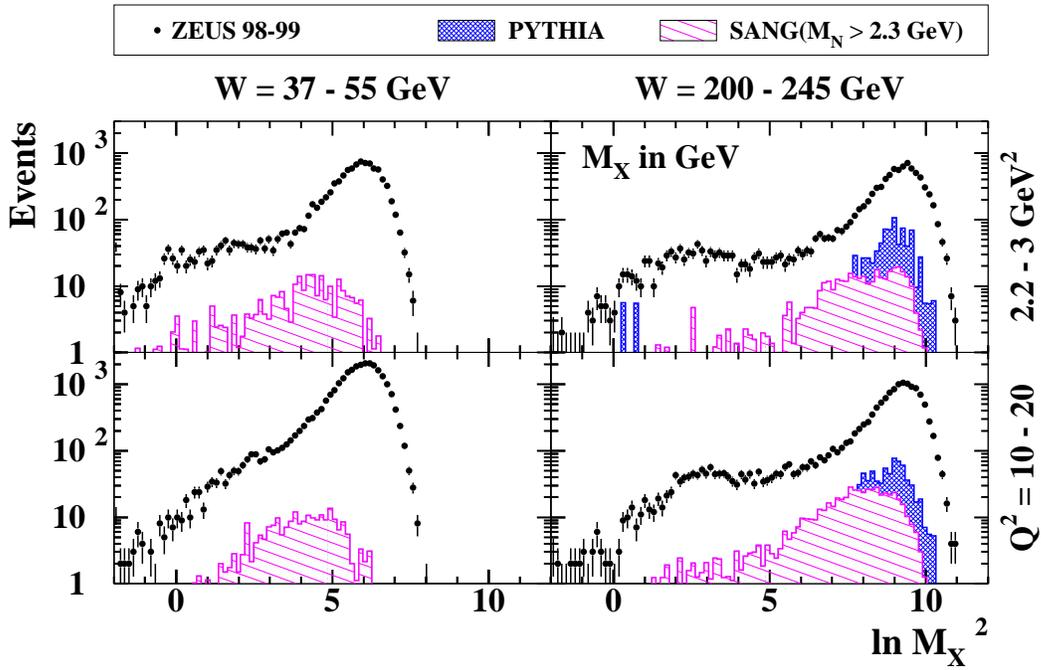 ZEUS 98-99 PYTHIA SANG(M_N > 2.3 GeV)
W = 37 - 55 GeV W = 200 - 245 GeV
Events
M_X in GeV
10^3
10^2
10
1
10^3
10^2
10
1
2.2 - 3 GeV^2
Q^2 = 10 - 20
0 5 10 0 5 10
ln M_X^2